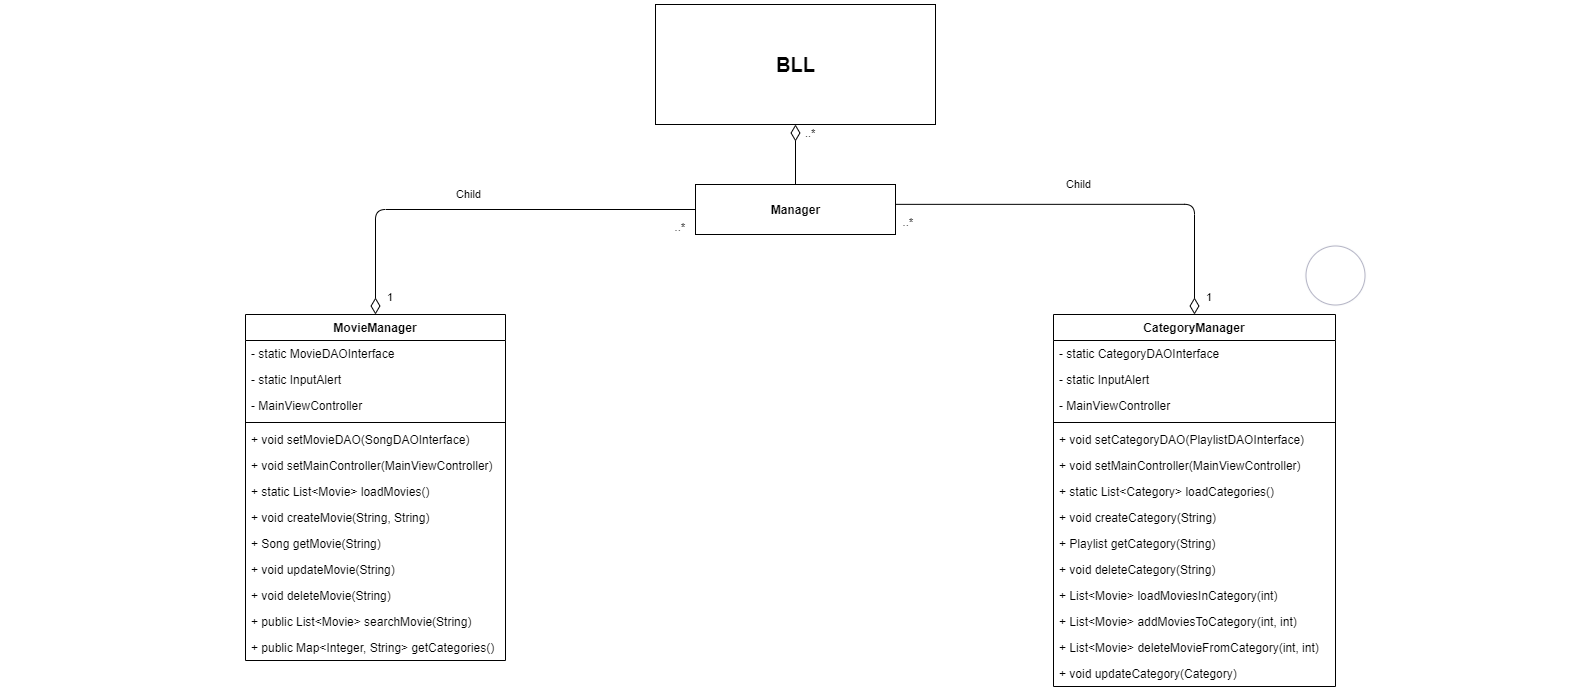 BLL
..*
Child
Child
Manager
..*
..*
1
1
MovieManager
- static MovieDAOInterface
- static InputAlert
- MainViewController
+ void setMovieDAO(SongDAOInterface)
+ void setMainController(MainViewController)
+ static List<Movie> loadMovies()
+ void createMovie(String, String)
+ Song getMovie(String)
+ void updateMovie(String)
+ void deleteMovie(String)
+ public List<Movie> searchMovie(String)
+ public Map<Integer, String> getCategories()
CategoryManager
- static CategoryDAOInterface
- static InputAlert
- MainViewController
+ void setCategoryDAO(PlaylistDAOInterface)
+ void setMainController(MainViewController)
+ static List<Category> loadCategories()
+ void createCategory(String)
+ Playlist getCategory(String)
+ void deleteCategory(String)
+ List<Movie> loadMoviesInCategory(int)
+ List<Movie> addMoviesToCategory(int, int)
+ List<Movie> deleteMovieFromCategory(int, int)
+ void updateCategory(Category)